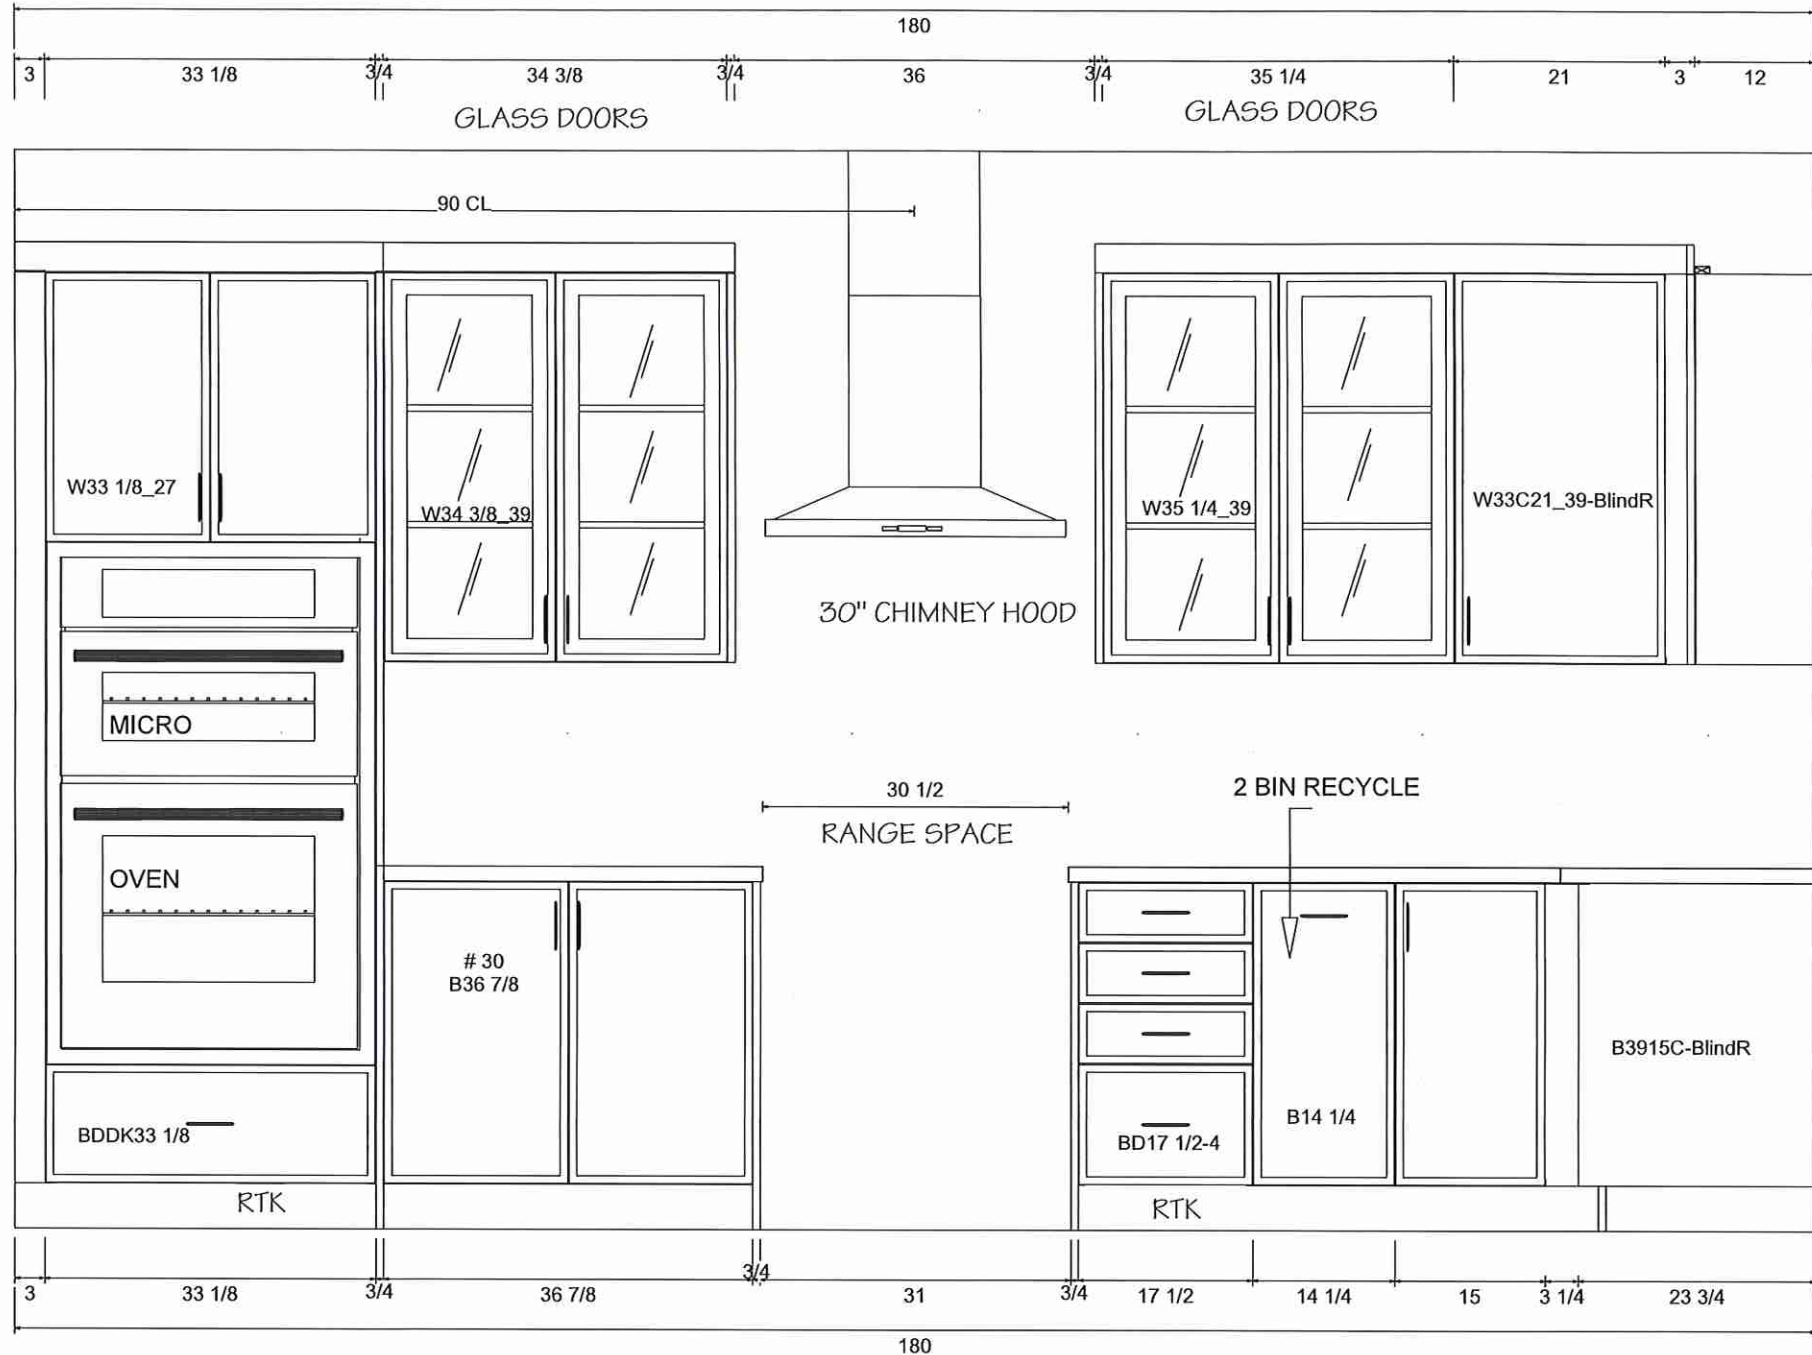 180
3 33 1/8 3/4 34 3/8 3/4 36 3/4 35 1/4 21 3 12
GLASS DOORS GLASS DOORS
90 CL
W33 1/8_27
W34 3/8_39
W35 1/4_39
W33C21_39-BlindR
30" CHIMNEY HOOD
MICRO
30 1/2
RANGE SPACE
2 BIN RECYCLE
OVEN
# 30
B36 7/8
B3915C-BlindR
BDDK33 1/8
BD17 1/2-4
B14 1/4
RTK RTK
3 33 1/8 3/4 36 7/8 3/4 31 3/4 17 1/2 14 1/4 15 3 1/4 23 3/4
180